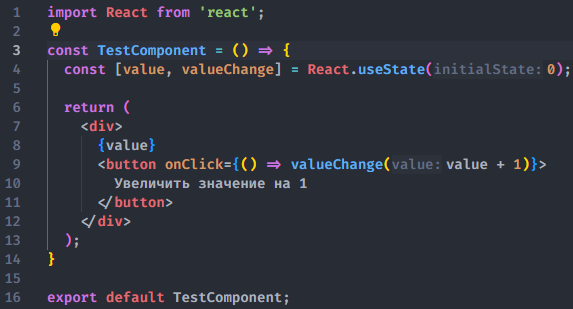 1 import React from 'react';
2
3 const TestComponent = () => {
4 const [value, valueChange] = React.useState(initialState: 0);
5
6 return (
7 <div>
8 {value}
9 <button onClick={() => valueChange(value: value + 1)}>
10 Увеличить значение на 1
11 </button>
12 </div>
13 );
14 }
15
16 export default TestComponent;